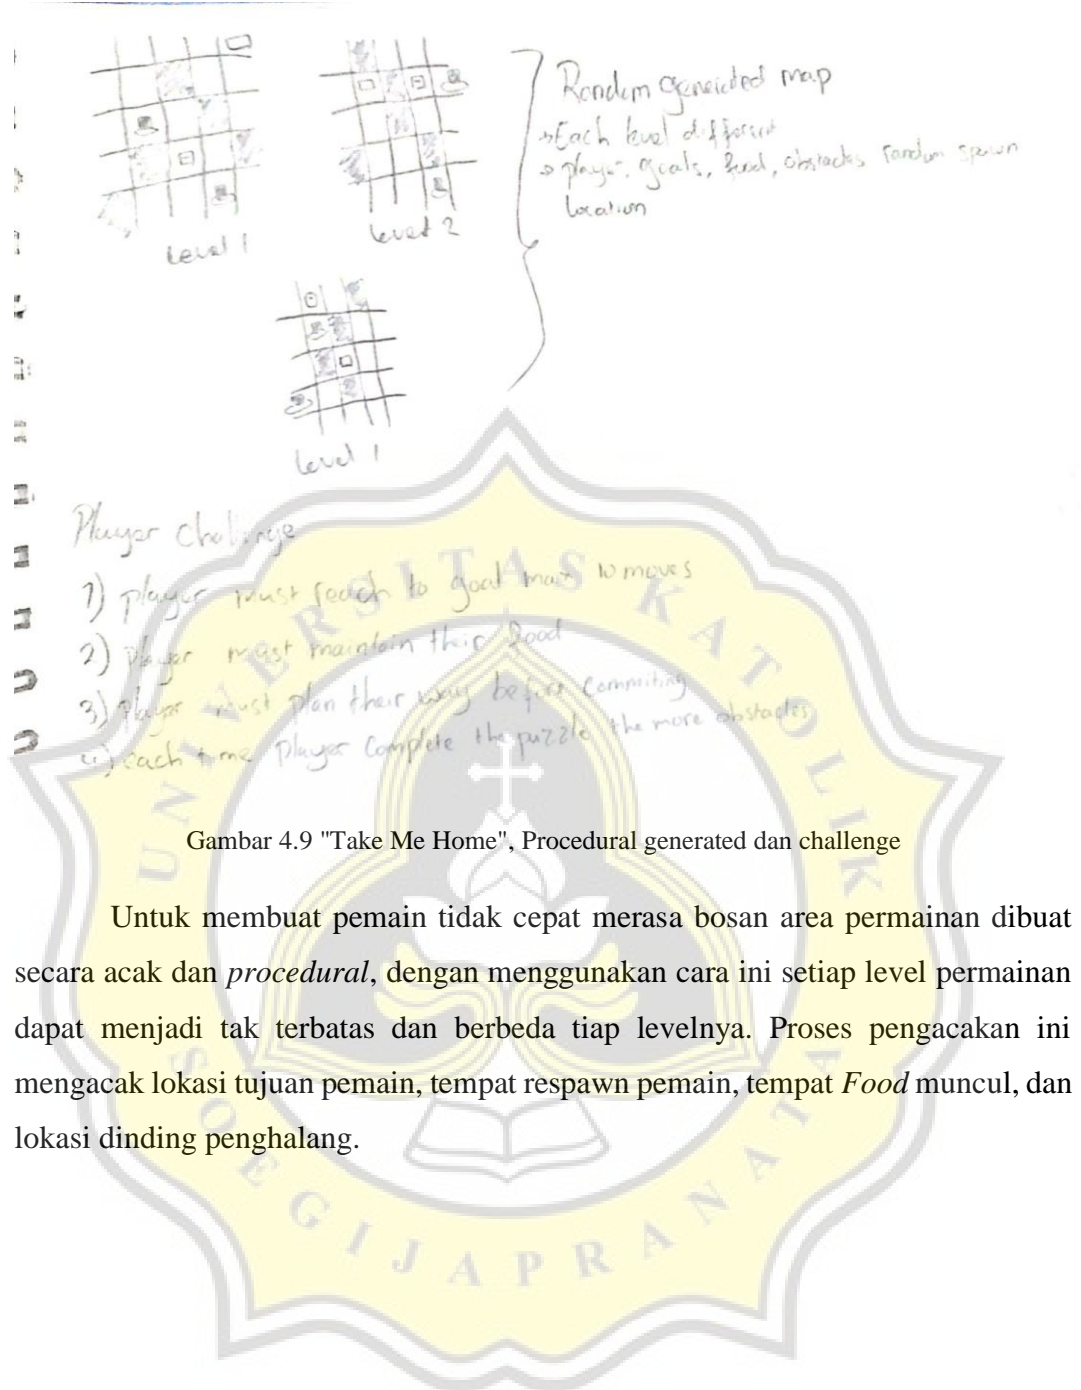 Random Generated map
→Each level different
→ player, goals, food, obstacles random spawn
location
Level 1
Level 2
Level 1
Player Challenge
1) player must reach to goal max 10 moves
2) Player must maintain their food
3) Player must plan their way before commiting
4) each time player complete the puzzle the more obstacles
Gambar 4.9 "Take Me Home", Procedural generated dan challenge
Untuk membuat pemain tidak cepat merasa bosan area permainan dibuat
secara acak dan procedural, dengan menggunakan cara ini setiap level permainan
dapat menjadi tak terbatas dan berbeda tiap levelnya. Proses pengacakan ini
mengacak lokasi tujuan pemain, tempat respawn pemain, tempat Food muncul, dan
lokasi dinding penghalang.
UNIVERSITAS KATOLIK
SOEGIJAPRANATA